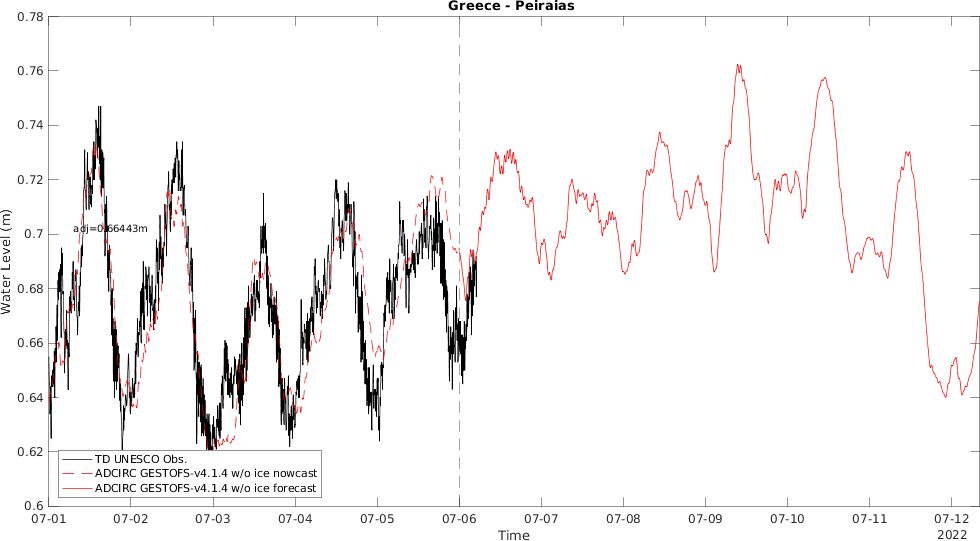 Greece - Peiraias
0.78
0.76
0.74
0.72
0.7
0.68
0.66
0.64
0.62
0.6
Water Level (m)
adj=0.66443m
TD UNESCO Obs.
ADCIRC GESTOFS-v4.1.4 w/o ice nowcast
ADCIRC GESTOFS-v4.1.4 w/o ice forecast
07-01 07-02 07-03 07-04 07-05 07-06 07-07 07-08 07-09 07-10 07-11 07-12
Time
2022